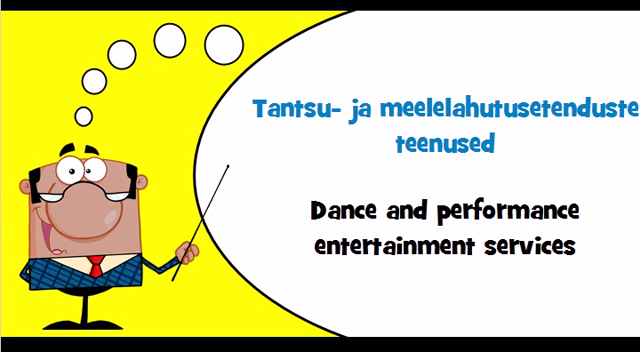 Tantsu- ja meelelahutusetenduste
teenused
Dance and performance
entertainment services